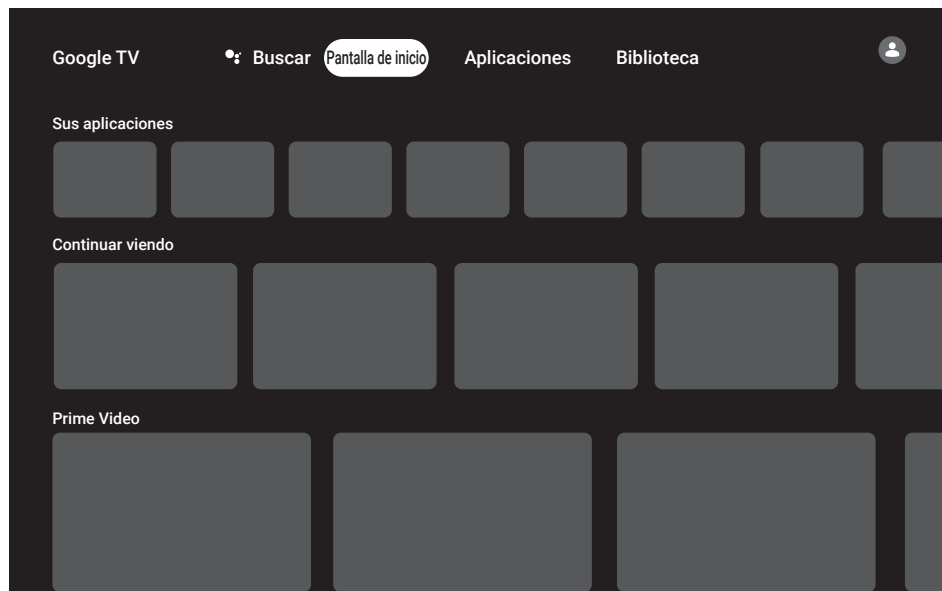 Google TV Buscar Pantalla de inicio Aplicaciones Biblioteca
Sus aplicaciones
Continuar viendo
Prime Video